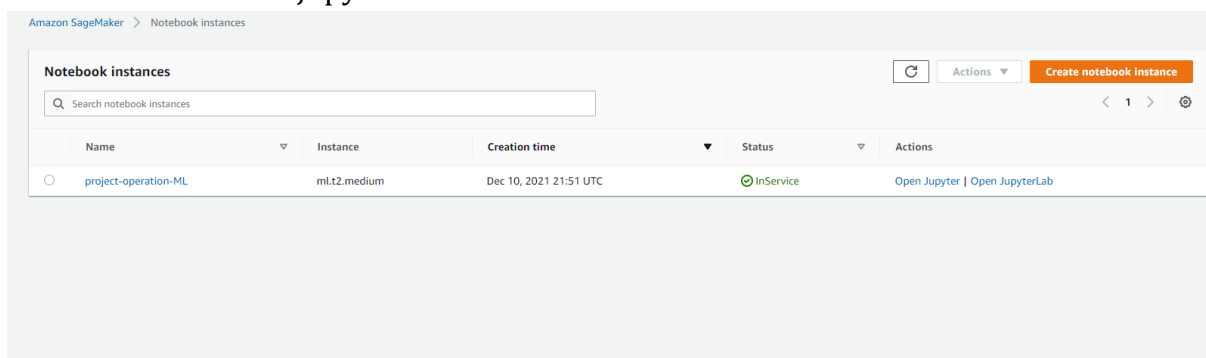 Amazon SageMaker > Notebook instances
Notebook instances
Actions
Create notebook instance
Search notebook instances
< 1 >
Name Instance Creation time Status Actions
project-operation-ML ml.t2.medium Dec 10, 2021 21:51 UTC InService Open Jupyter | Open JupyterLab